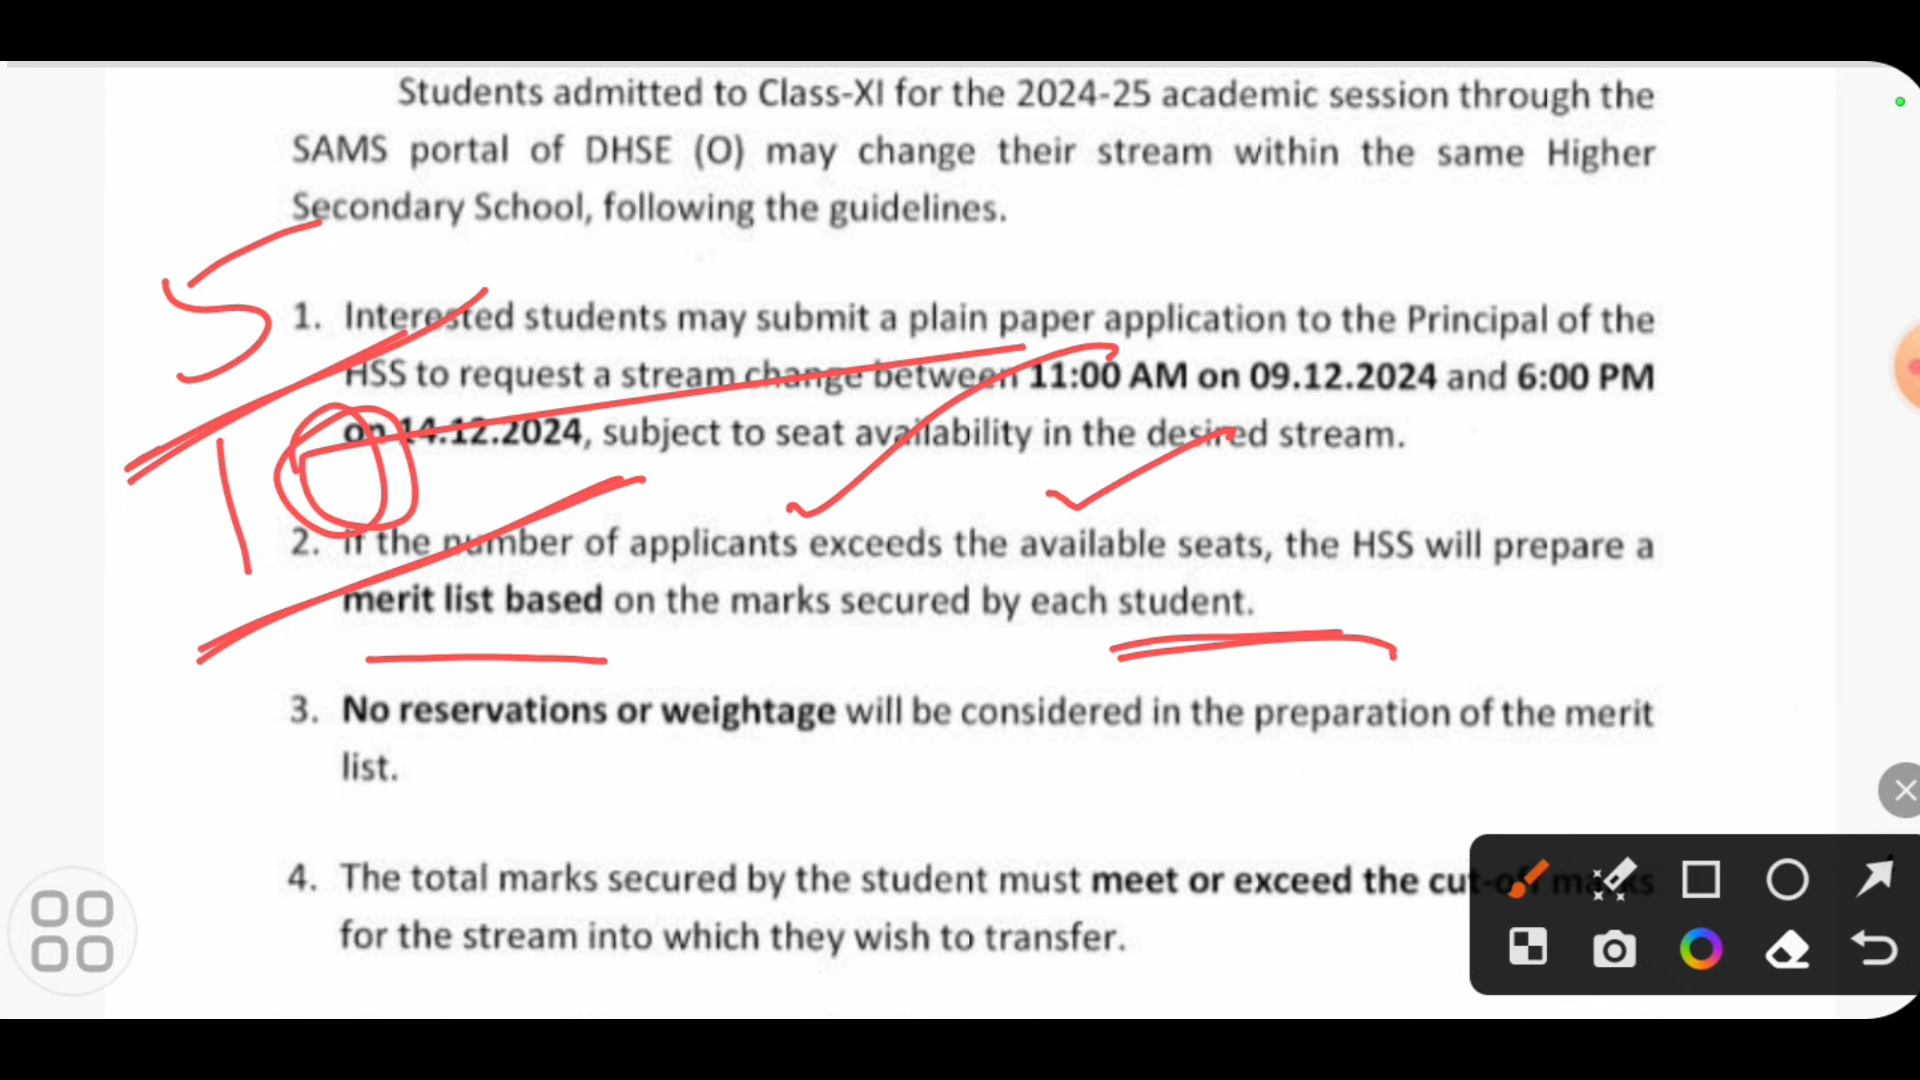 Students admitted to Class-XI for the 2024-25 academic session through the
SAMS portal of DHSE (O) may change their stream within the same Higher
Secondary School, following the guidelines.
5
1. Interested students may submit a plain paper application to the Principal of the
HSS to request a stream change between 11:00 AM on 09.12.2024 and 6:00 PM
on 14.12.2024, subject to seat availability in the desired stream.
10
2. If the number of applicants exceeds the available seats, the HSS will prepare a
merit list based on the marks secured by each student.
3. No reservations or weightage will be considered in the preparation of the merit
list.
4. The total marks secured by the student must meet or exceed the cut-off marks
for the stream into which they wish to transfer.